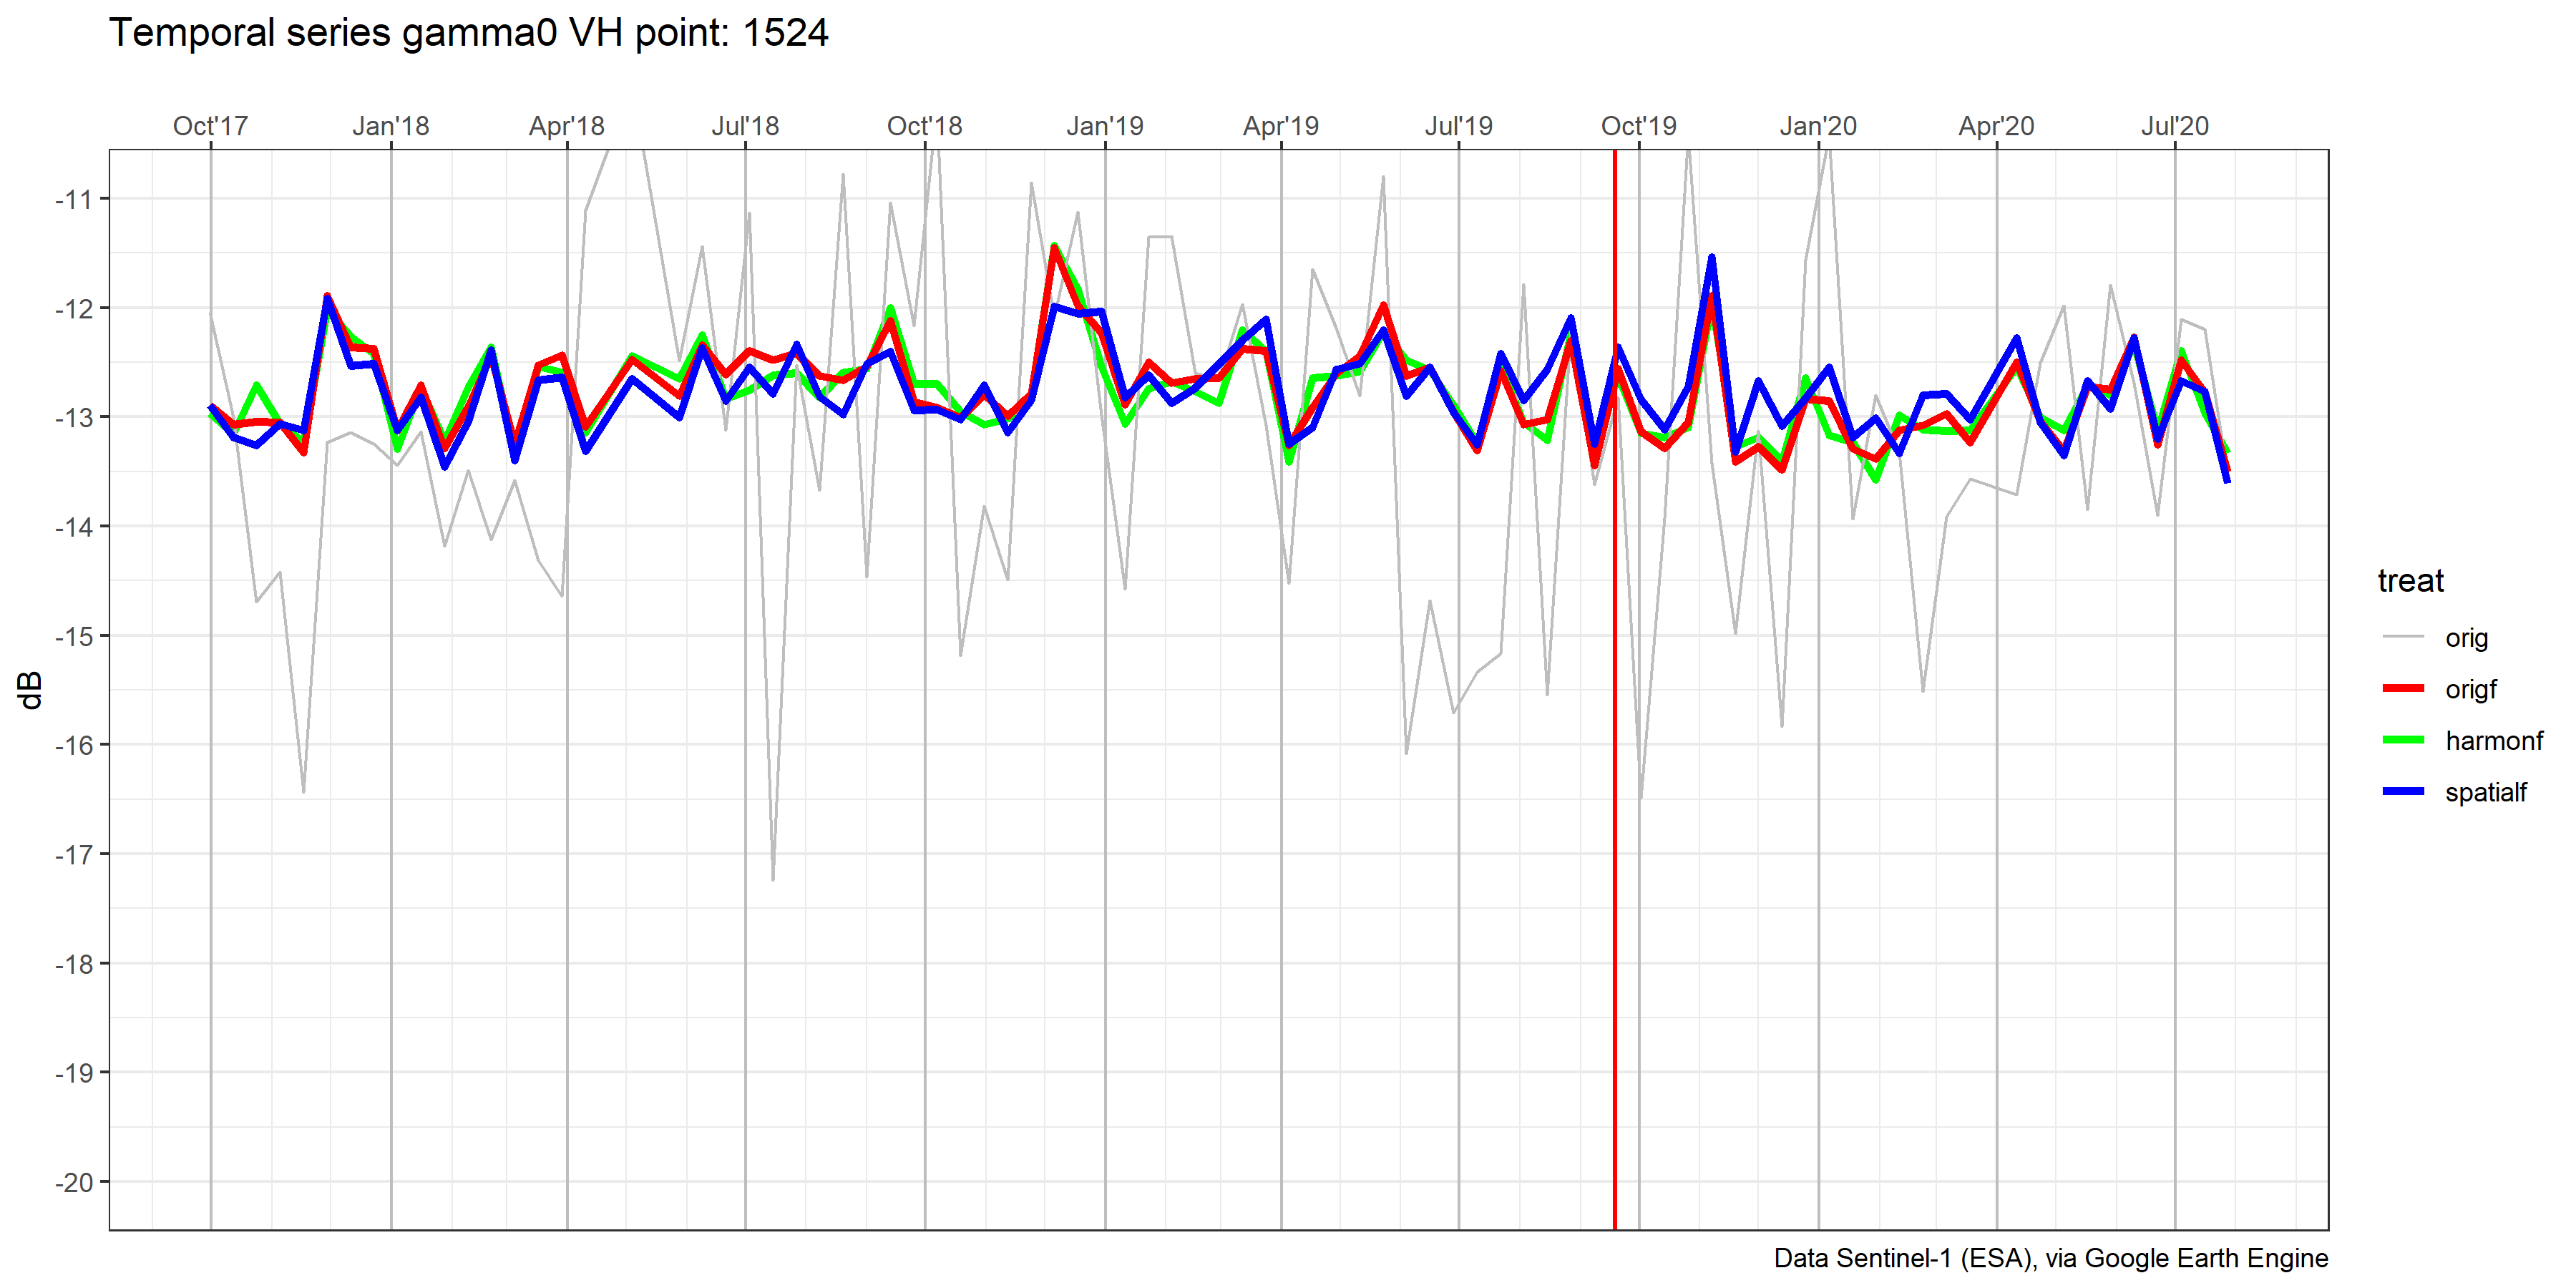 Temporal series gamma0 VH point: 1524
Oct'17 Jan'18 Apr'18 Jul'18 Oct'18 Jan'19 Apr'19 Jul'19 Oct'19 Jan'20 Apr'20 Jul'20
-11
-12
-13
-14
-15
-16
-17
-18
-19
-20
dB
treat
orig
origf
harmonf
spatialf
Data Sentinel-1 (ESA), via Google Earth Engine